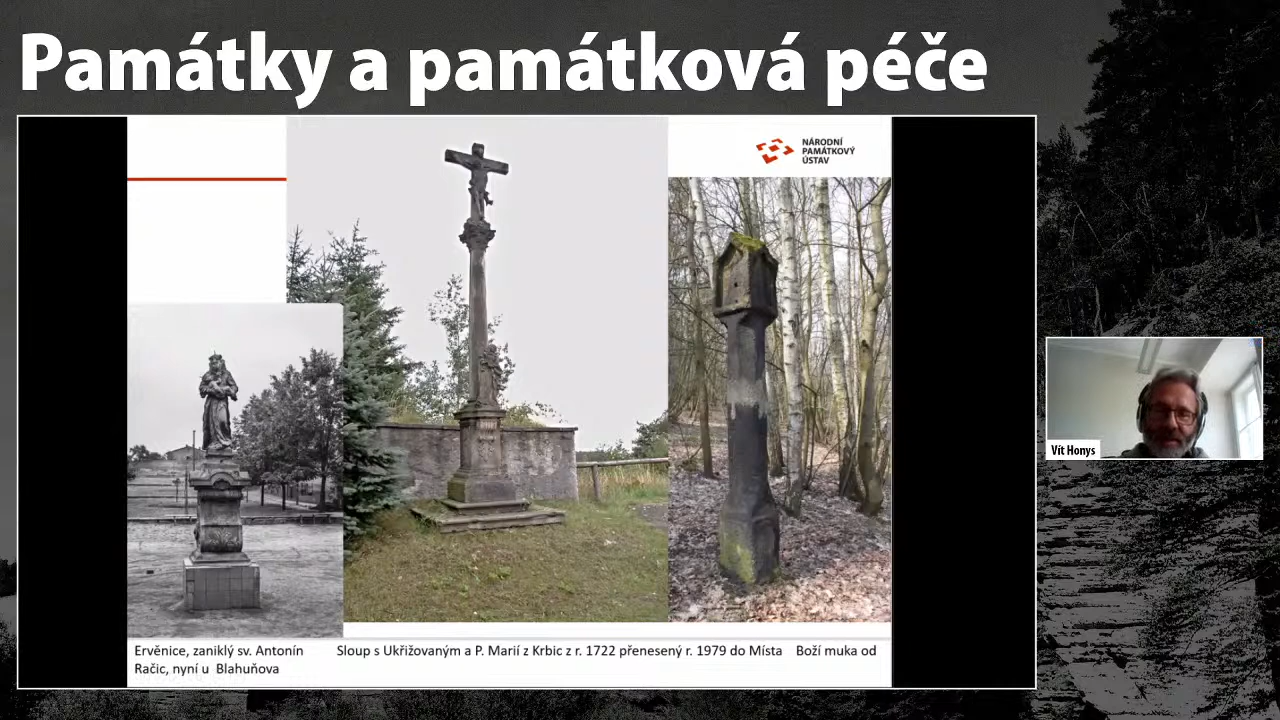 Památky a památková péče
NÁRODNÍ
PAMÁTKOVÝ
ÚSTAV
Vít Honys
Ervěnice, zaniklý sv. Antonín Sloup s Ukřižovaným a P. Marií z Krbic z r. 1722 přenesený r. 1979 do Místa Boží muka od
Račic, nyní u Blahuňova